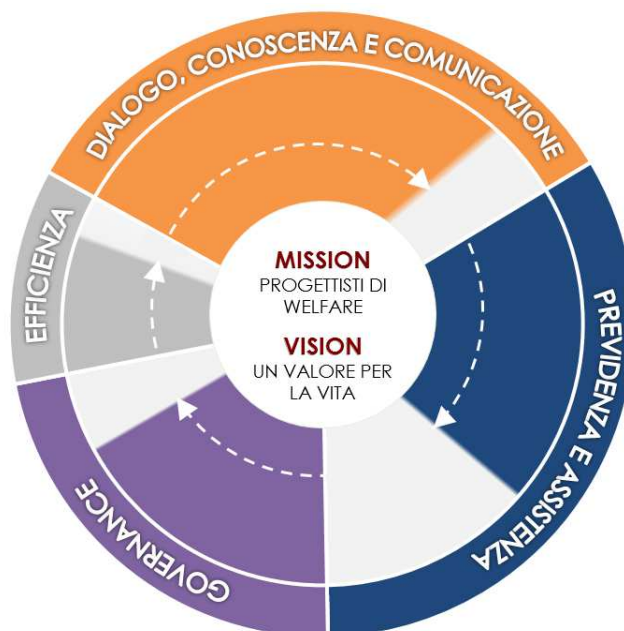 DIALOGO, CONOSCENZA E COMUNICAZIONE
EFFICIENZA
MISSION
PROGETTISTI DI
WELFARE
VISION
UN VALORE PER
LA VITA
PREVIDENZA E ASSISTENZA
GOVERNANCE